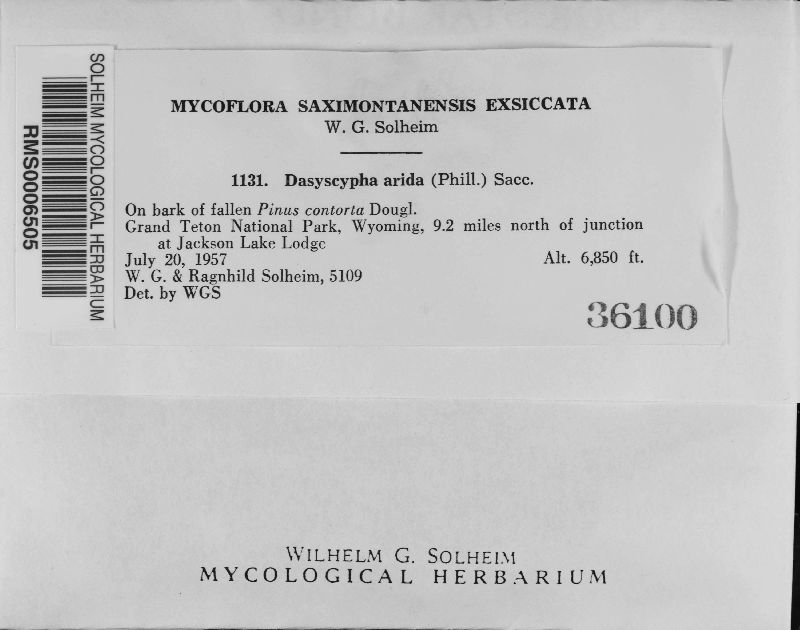 SOLHEIM MYCOLOGICAL HERBARIUM
RMS0006505
MYCOFLORA SAXIMONTANENSIS EXSICCATA
W. G. Solheim
1131. Dasyscypha arida (Phill.) Sacc.
On bark of fallen Pinus contorta Dougl.
Grand Teton National Park, Wyoming, 9.2 miles north of junction
at Jackson Lake Lodge
July 20, 1957 Alt. 6,850 ft.
W. G. & Ragnhild Solheim, 5109
Det. by WGS
36100
WILHELM G. SOLHEIM
MYCOLOGICAL HERBARIUM